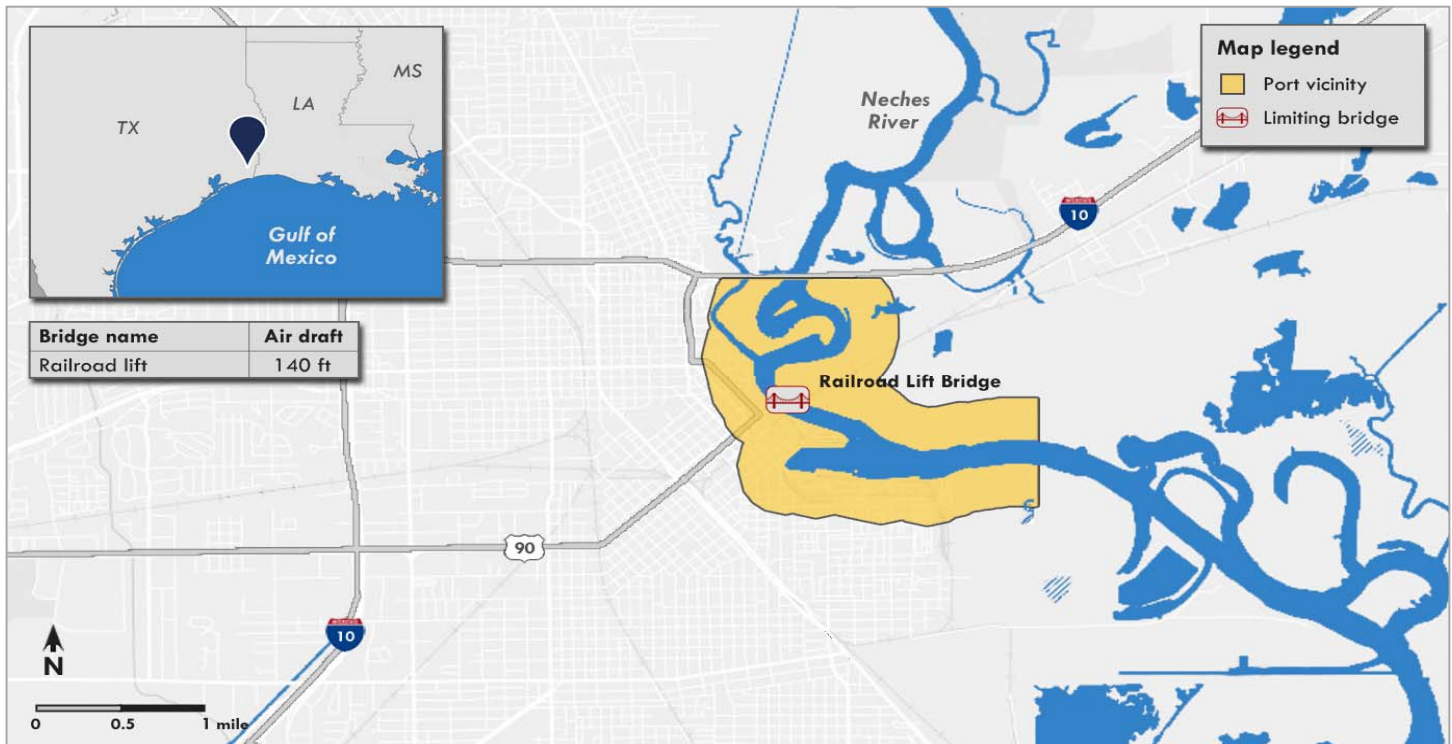 TX
LA
MS
Gulf of
Mexico
Bridge name Air draft
Railroad lift 140 ft
Neches
River
Map legend
Port vicinity
Limiting bridge
10
Railroad Lift Bridge
90
10
N
0 0.5 1 mile